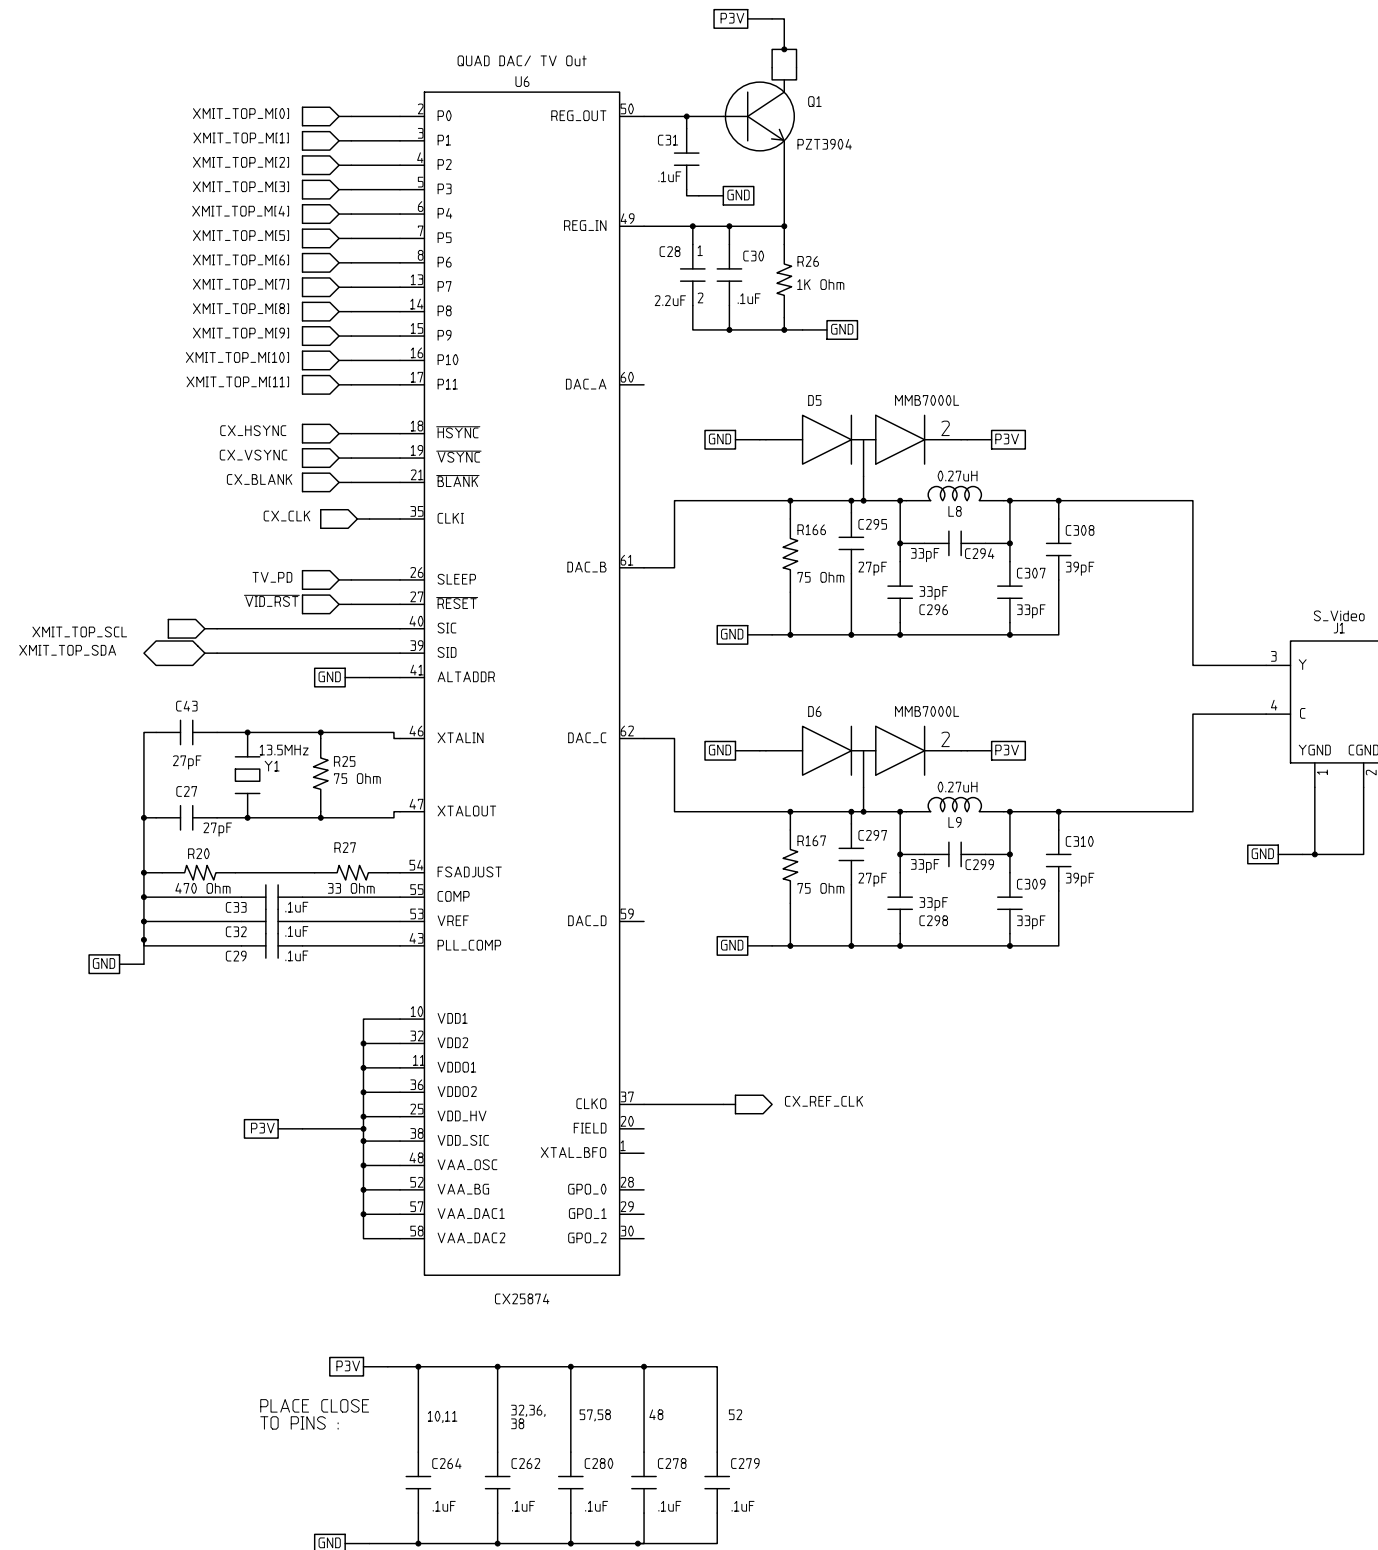 P3V
QUAD DAC/ TV Out
U6
XMIT_TOP_M[0] 2 P0
XMIT_TOP_M[1] 3 P1
XMIT_TOP_M[2] 4 P2
XMIT_TOP_M[3] 5 P3
XMIT_TOP_M[4] 6 P4
XMIT_TOP_M[5] 7 P5
XMIT_TOP_M[6] 8 P6
XMIT_TOP_M[7] 13 P7
XMIT_TOP_M[8] 14 P8
XMIT_TOP_M[9] 15 P9
XMIT_TOP_M[10] 16 P10
XMIT_TOP_M[11] 17 P11
CX_HSYNC 18 HSYNC
CX_VSYNC 19 VSYNC
CX_BLANK 21 BLANK
CX_CLK 35 CLKI
TV_PD 26 SLEEP
VID_RST 27 RESET
XMIT_TOP_SCL 40 SIC
XMIT_TOP_SDA 39 SID
GND 41 ALTADDR
C43
27pF
13.5MHz
Y1
R25
75 Ohm
46 XTALIN
C27
27pF
47 XTALOUT
R20
470 Ohm
R27
33 Ohm
54 FSADJUST
C33 .1uF
55 COMP
C32 .1uF
53 VREF
C29 .1uF
43 PLL_COMP
GND
10 VDD1
32 VDD2
11 VDDO1
36 VDDO2
25 VDD_HV
P3V
38 VDD_SIC
48 VAA_OSC
52 VAA_BG
57 VAA_DAC1
58 VAA_DAC2
REG_OUT 50
Q1
PZT3904
C31
.1uF
GND
REG_IN 49
C28 1
2.2uF 2
C30
.1uF
R26
1K Ohm
GND
DAC_A 60
D5 MMB7000L
GND 2 P3V
0.27uH
L8
DAC_B 61
R166
75 Ohm
C295
27pF
33pF C294
33pF
C296
C307
33pF
C308
39pF
GND
S_Video
J1
3 Y
4 C
YGND CGND
1 2
GND
DAC_C 62
D6 MMB7000L
GND 2 P3V
0.27uH
L9
R167
75 Ohm
C297
27pF
33pF C299
33pF
C298
C309
33pF
C310
39pF
GND
DAC_D 59
CLKO 37 CX_REF_CLK
FIELD 20
XTAL_BFO 1
GPO_0 28
GPO_1 29
GPO_2 30
CX25874
P3V
PLACE CLOSE
TO PINS :
10,11
32,36,
38
57,58
48
52
C264 C262 C280 C278 C279
.1uF .1uF .1uF .1uF .1uF
GND